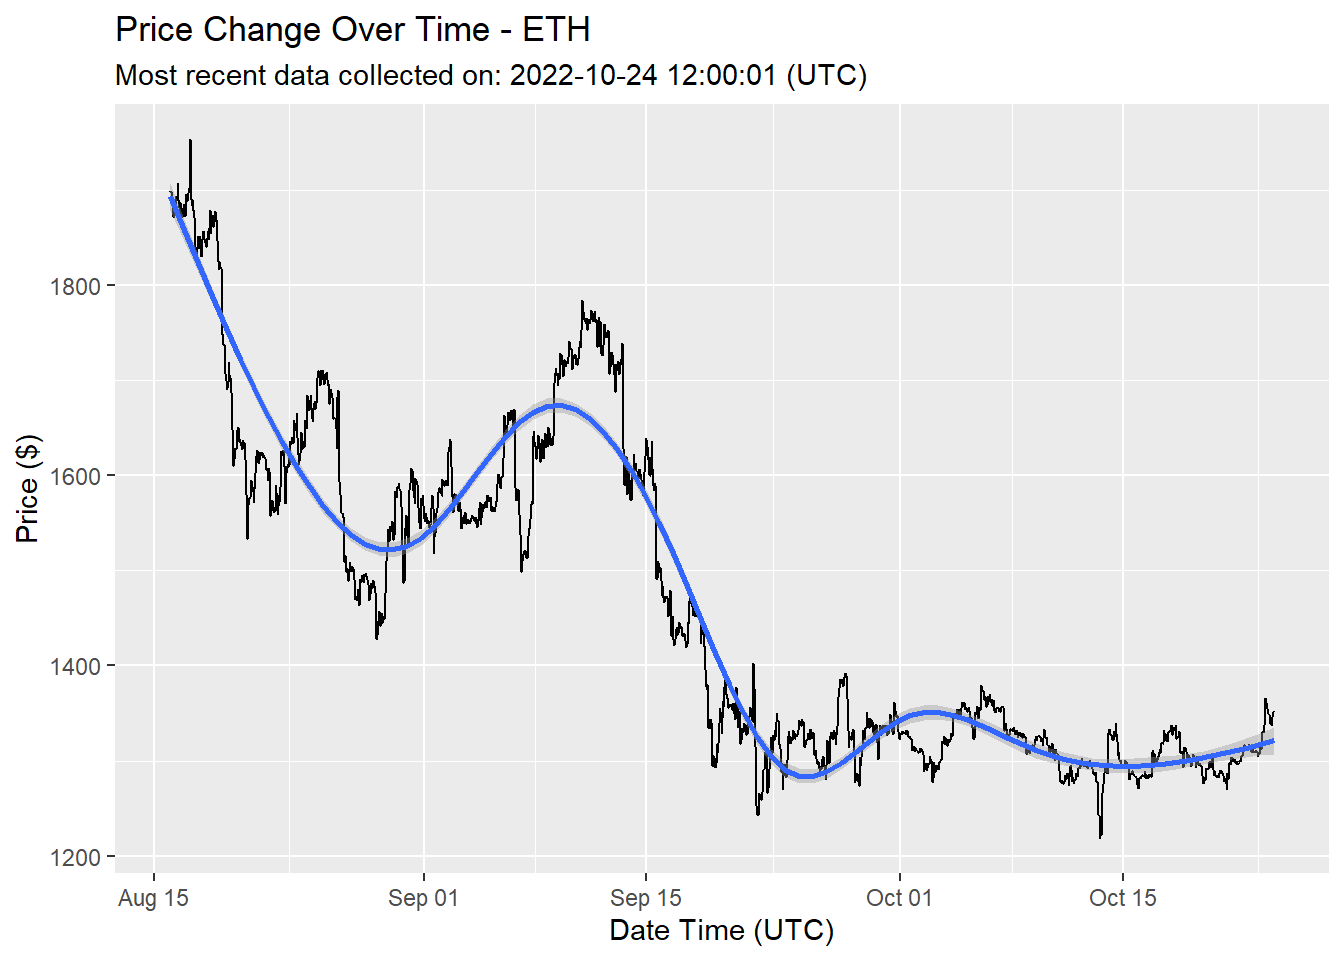 Price Change Over Time - ETH
Most recent data collected on: 2022-10-24 12:00:01 (UTC)
Price ($)
1800
1600
1400
1200
Aug 15
Sep 01
Sep 15
Oct 01
Oct 15
Date Time (UTC)